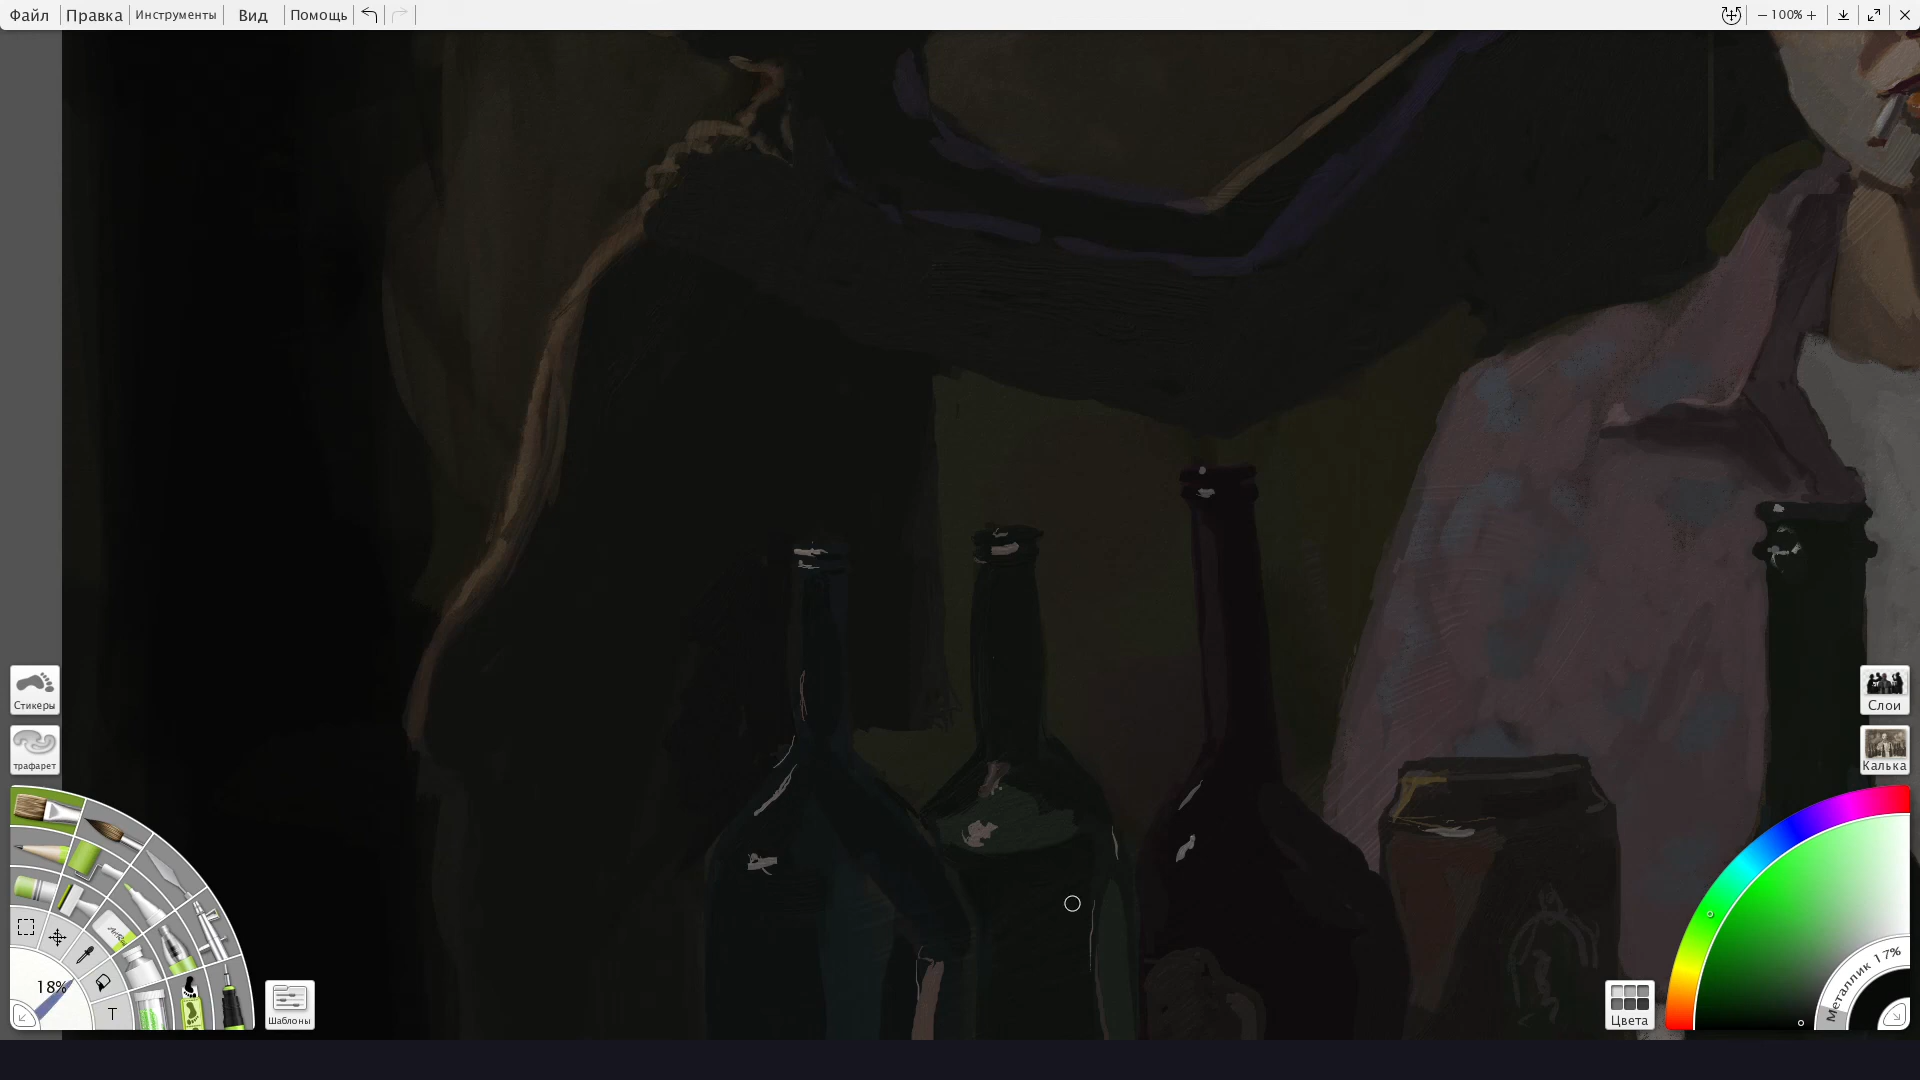 Файл Правка Инструменты Вид Помощь
100%
Стикеры
трафарет
18%
T
Шаблоны
Слои
Калька
Металлик 17%
Цвета